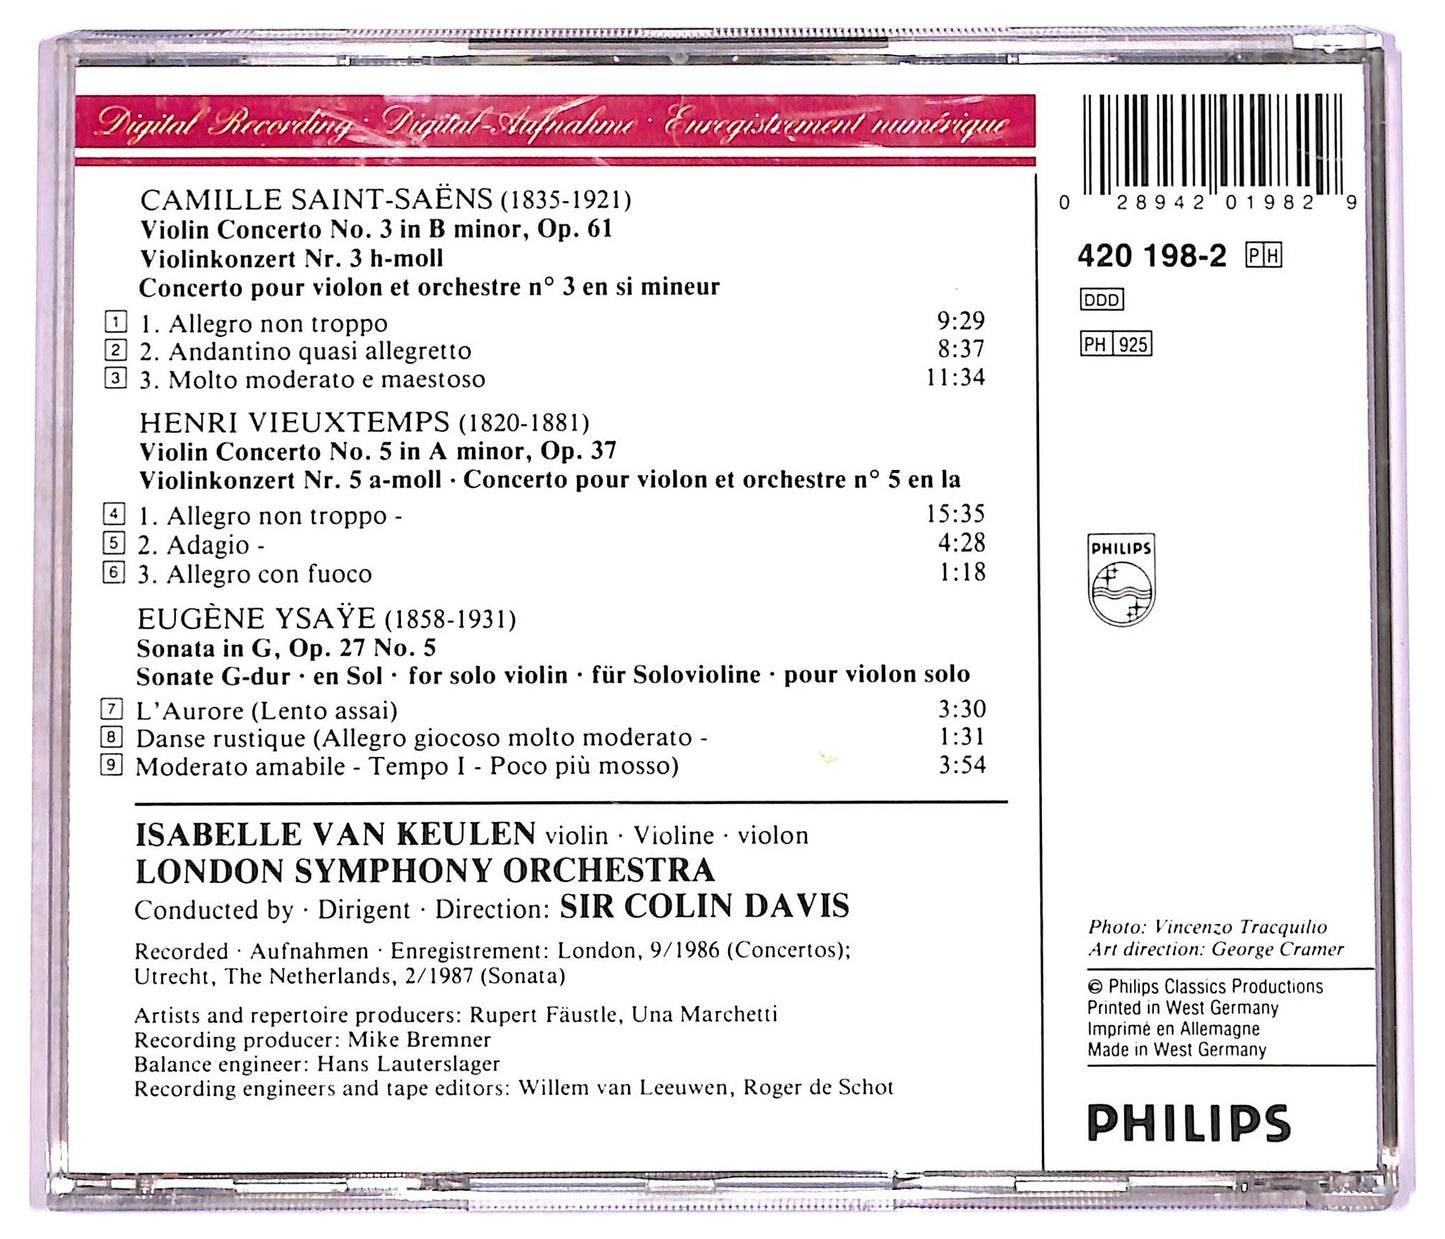 Digital Recording · Digital-Aufnahme · Enregistrement numérique
CAMILLE SAINT-SAËNS (1835-1921)
Violin Concerto No. 3 in B minor, Op. 61
Violinkonzert Nr. 3 h-moll
Concerto pour violon et orchestre n° 3 en si mineur
1 1. Allegro non troppo 9:29
2 2. Andantino quasi allegretto 8:37
3 3. Molto moderato e maestoso 11:34
HENRI VIEUXTEMPS (1820-1881)
Violin Concerto No. 5 in A minor, Op. 37
Violinkonzert Nr. 5 a-moll · Concerto pour violon et orchestre n° 5 en la
4 1. Allegro non troppo - 15:35
5 2. Adagio - 4:28
6 3. Allegro con fuoco 1:18
EUGÈNE YSAŸE (1858-1931)
Sonata in G, Op. 27 No. 5
Sonate G-dur · en Sol · for solo violin · für Solovioline · pour violon solo
7 L'Aurore (Lento assai) 3:30
8 Danse rustique (Allegro giocoso molto moderato - 1:31
9 Moderato amabile - Tempo I - Poco più mosso) 3:54
ISABELLE VAN KEULEN violin · Violine · violon
LONDON SYMPHONY ORCHESTRA
Conducted by · Dirigent · Direction: SIR COLIN DAVIS
Recorded · Aufnahmen · Enregistrement: London, 9/1986 (Concertos);
Utrecht, The Netherlands, 2/1987 (Sonata)
Artists and repertoire producers: Rupert Fäustle, Una Marchetti
Recording producer: Mike Bremner
Balance engineer: Hans Lauterslager
Recording engineers and tape editors: Willem van Leeuwen, Roger de Schot
0 28942 01982 9
420 198-2 PH
DDD
PH 925
PHILIPS
Photo: Vincenzo Tracquilio
Art direction: George Cramer
© Philips Classics Productions
Printed in West Germany
Imprimé en Allemagne
Made in West Germany
PHILIPS